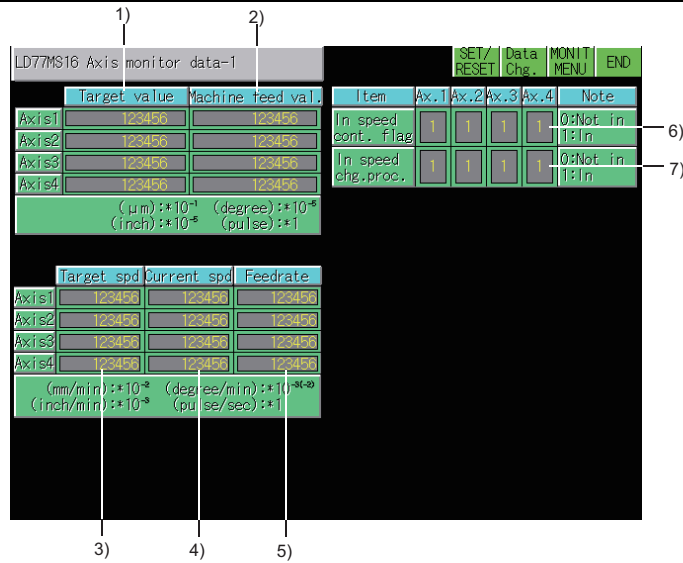 1) 2)
LD77MS16 Axis monitor data-1
SET/ RESET
Data Chg.
MONIT MENU
END
Target value Machine feed val.
Axis1 123456 123456
Axis2 123456 123456
Axis3 123456 123456
Axis4 123456 123456
(μm):*10⁻¹ (degree):*10⁻⁵
(inch):*10⁻⁵ (pulse):*1
Item Ax.1 Ax.2 Ax.3 Ax.4 Note
In speed cont. flag 1 1 1 1 0:Not in 1:In
6)
In speed chg.proc. 1 1 1 1 0:Not in 1:In
7)
Target spd Current spd Feedrate
Axis1 123456 123456 123456
Axis2 123456 123456 123456
Axis3 123456 123456 123456
Axis4 123456 123456 123456
(mm/min):*10⁻² (degree/min):*10⁻³⁽⁻²⁾
(inch/min):*10⁻³ (pulse/sec):*1
3) 4) 5)